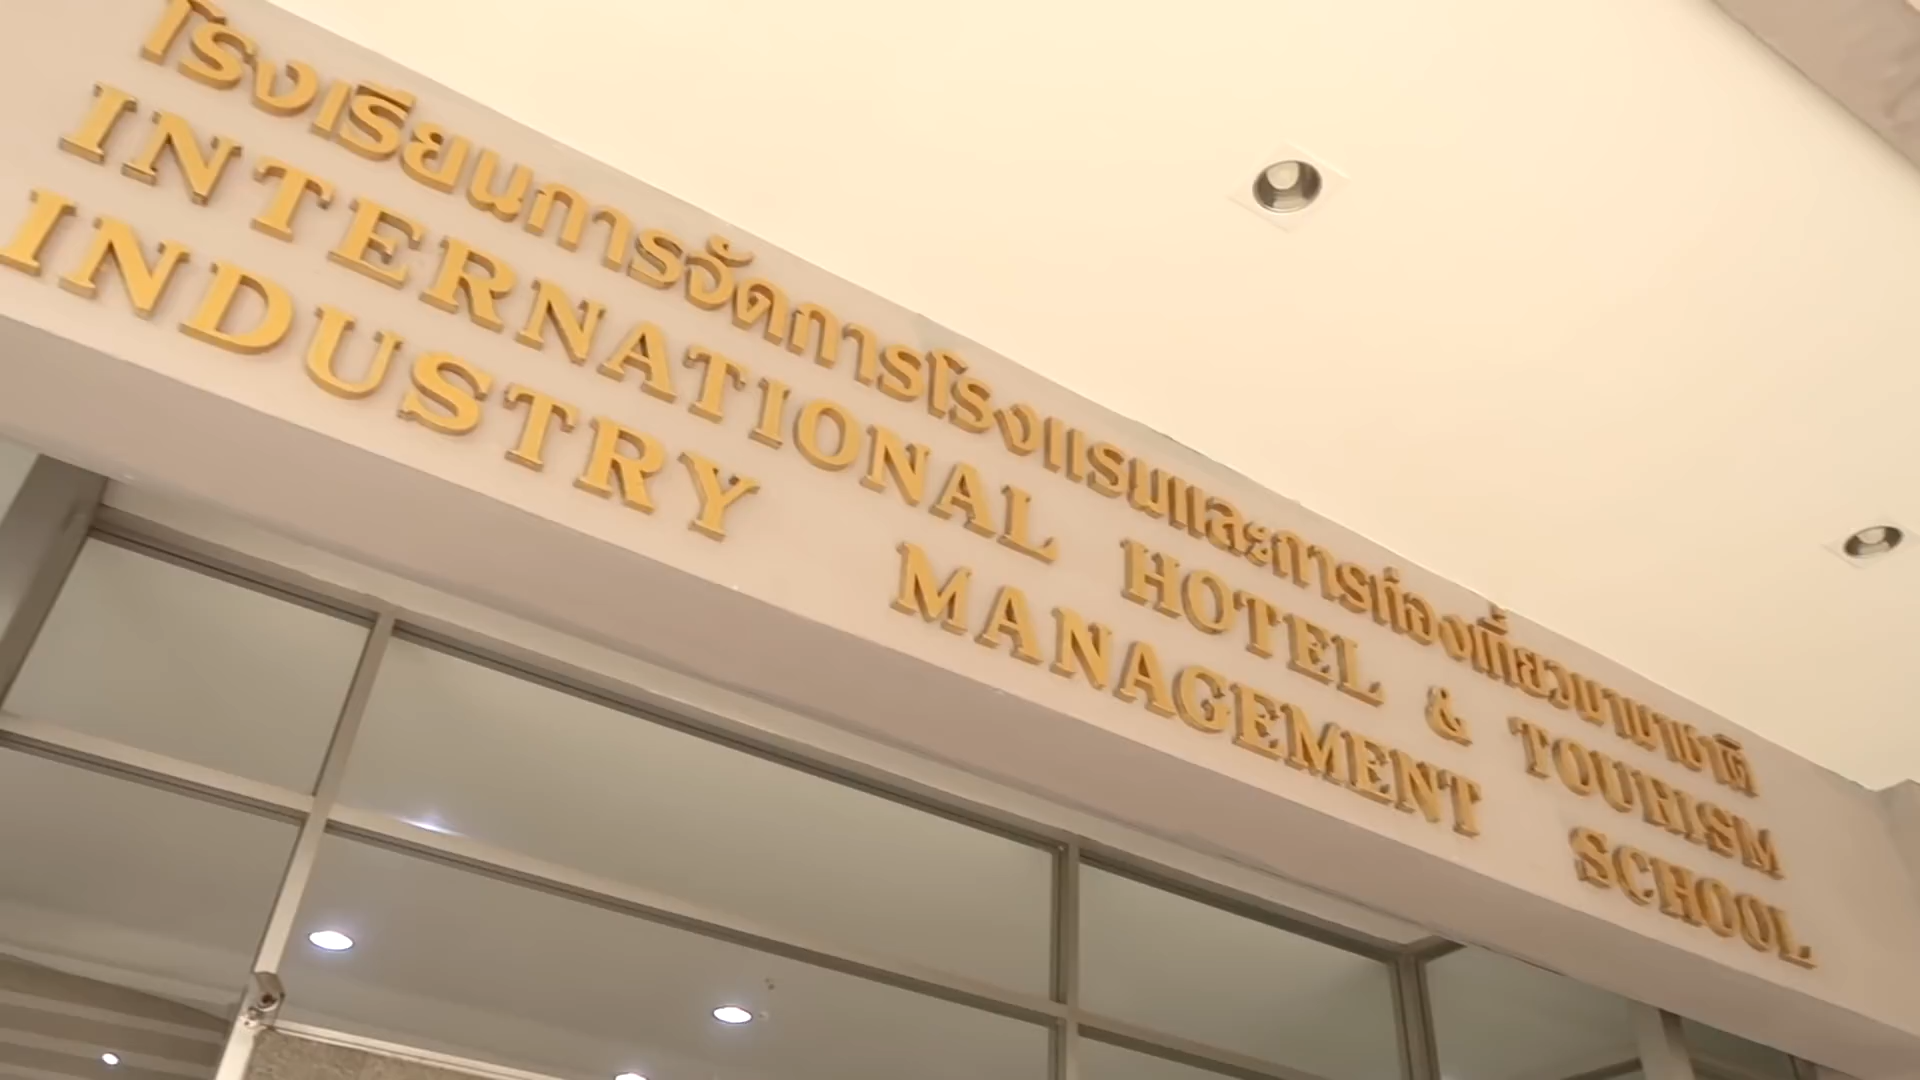 โรงเรียนการจัดการโรงแรมและการท่องเที่ยวนานาชาติ
INTERNATIONAL HOTEL & TOURISM
INDUSTRY MANAGEMENT SCHOOL